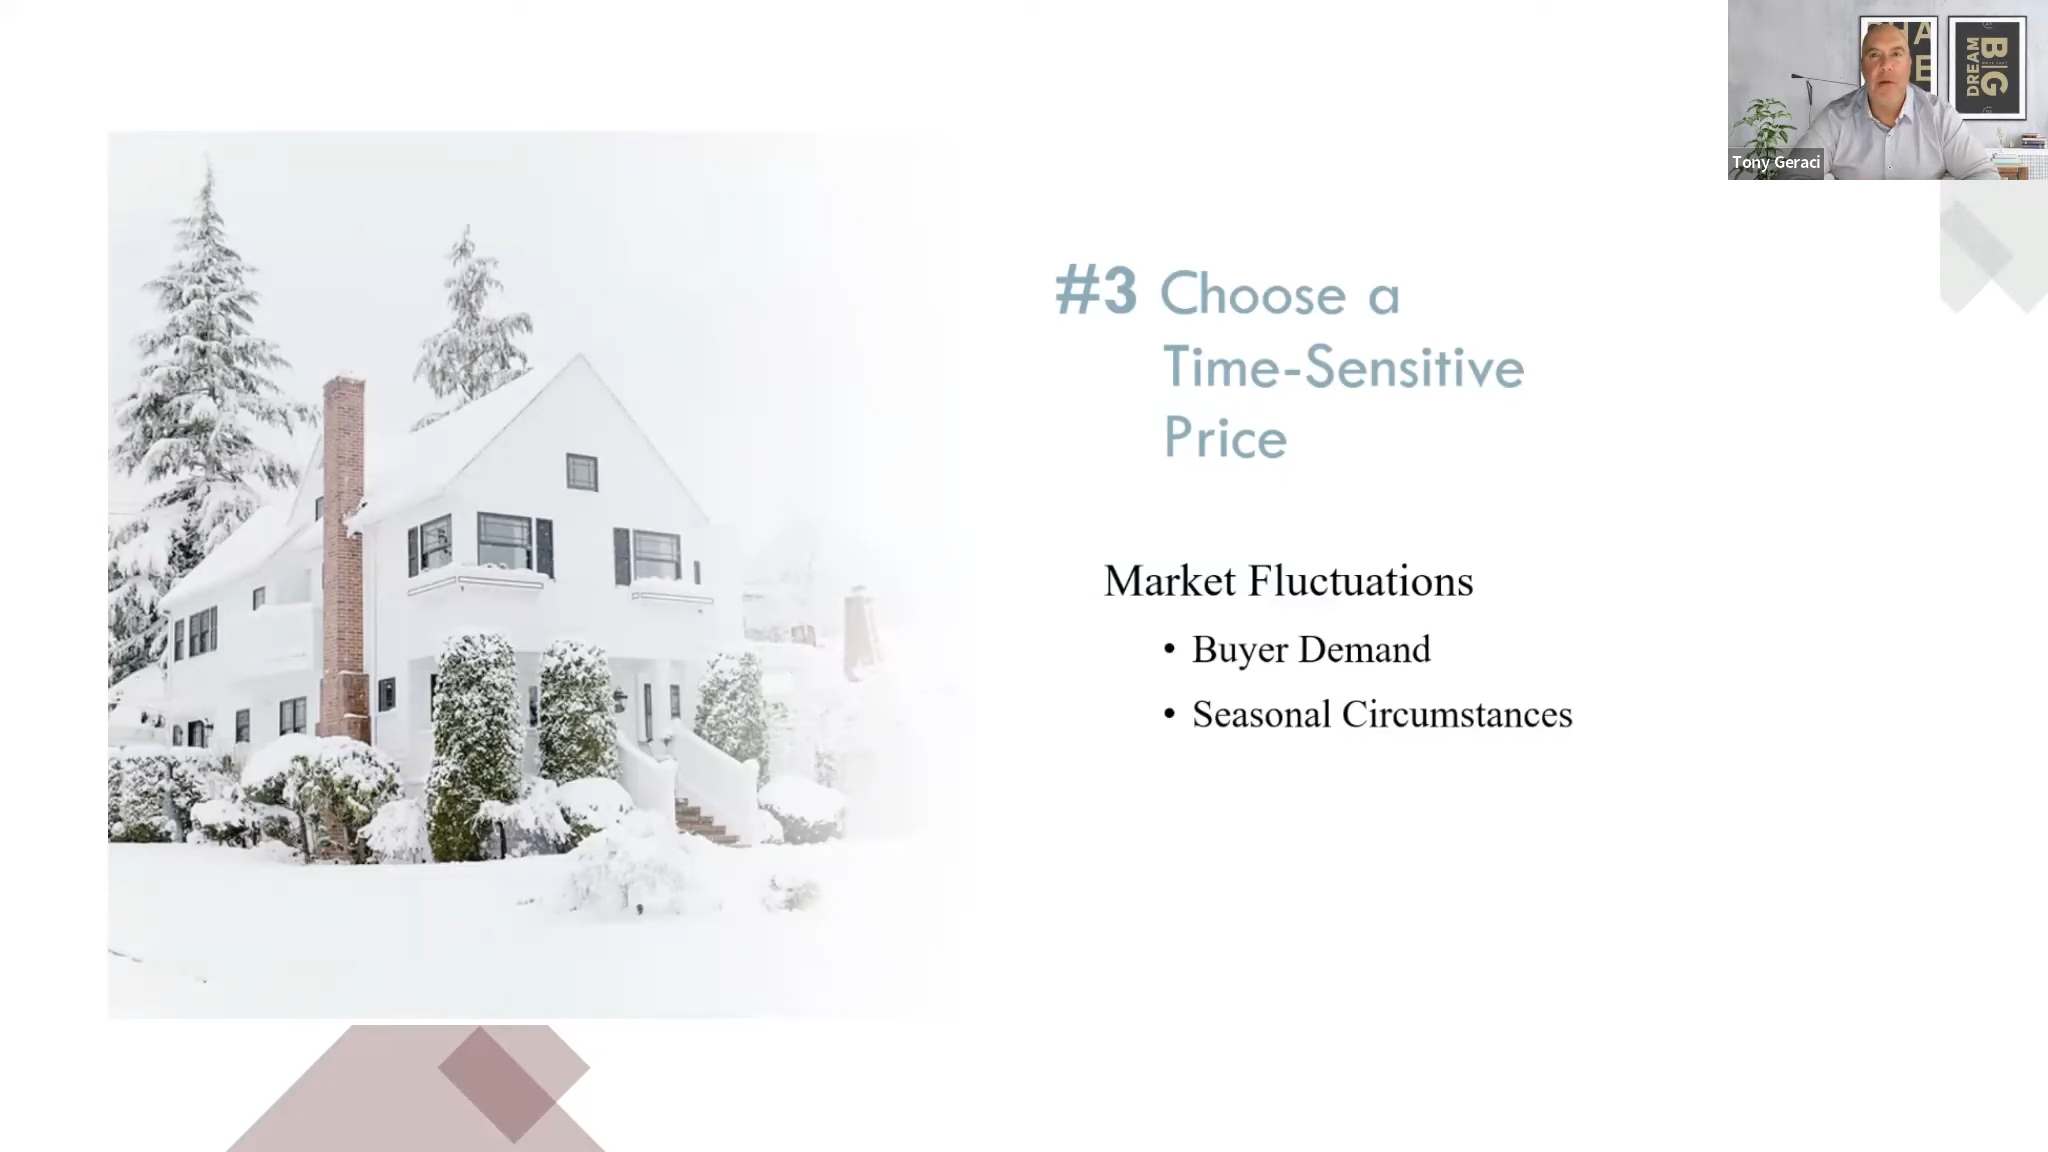 #3 Choose a
Time-Sensitive
Price
Market Fluctuations
• Buyer Demand
• Seasonal Circumstances
DREAM
BIG
Tony Geraci